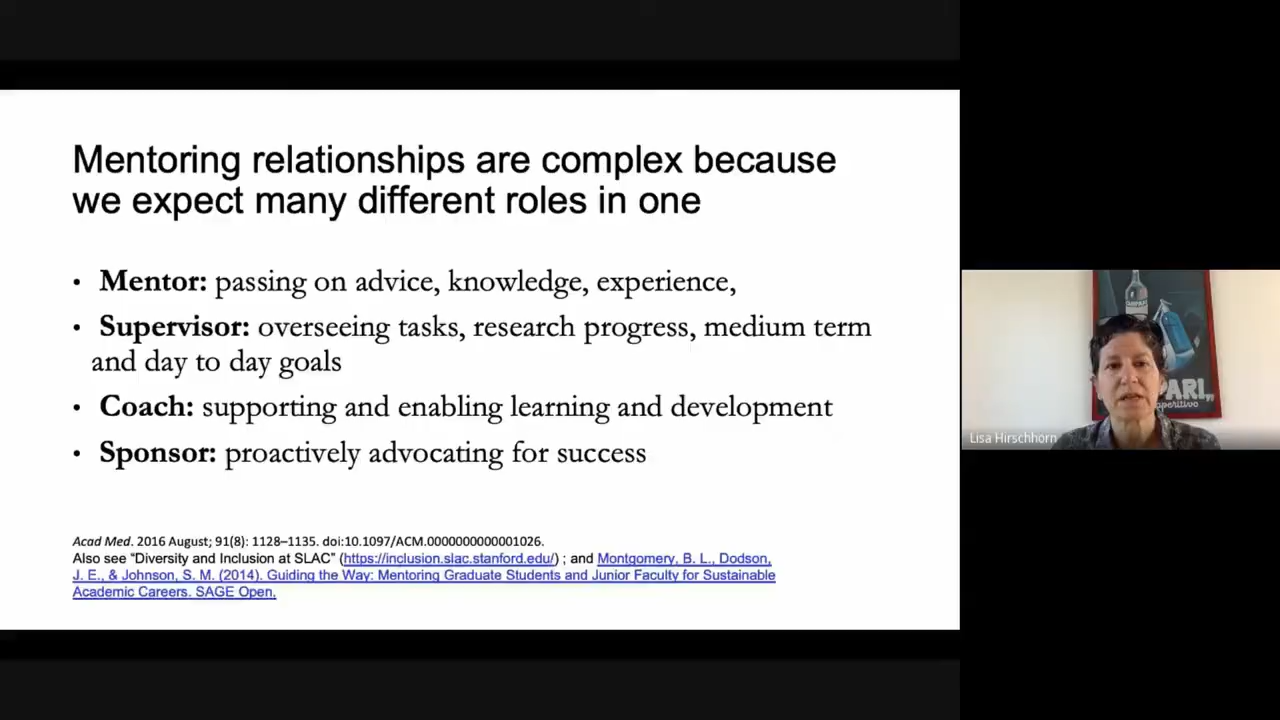 Mentoring relationships are complex because
we expect many different roles in one
• Mentor: passing on advice, knowledge, experience,
• Supervisor: overseeing tasks, research progress, medium term
and day to day goals
• Coach: supporting and enabling learning and development
• Sponsor: proactively advocating for success
Acad Med. 2016 August; 91(8): 1128–1135. doi:10.1097/ACM.0000000000001026.
Also see “Diversity and Inclusion at SLAC” (https://inclusion.slac.stanford.edu/) ; and Montgomery, B. L., Dodson,
J. E., & Johnson, S. M. (2014). Guiding the Way: Mentoring Graduate Students and Junior Faculty for Sustainable
Academic Careers. SAGE Open.
PARI,
aperitivo
Lisa Hirschhorn